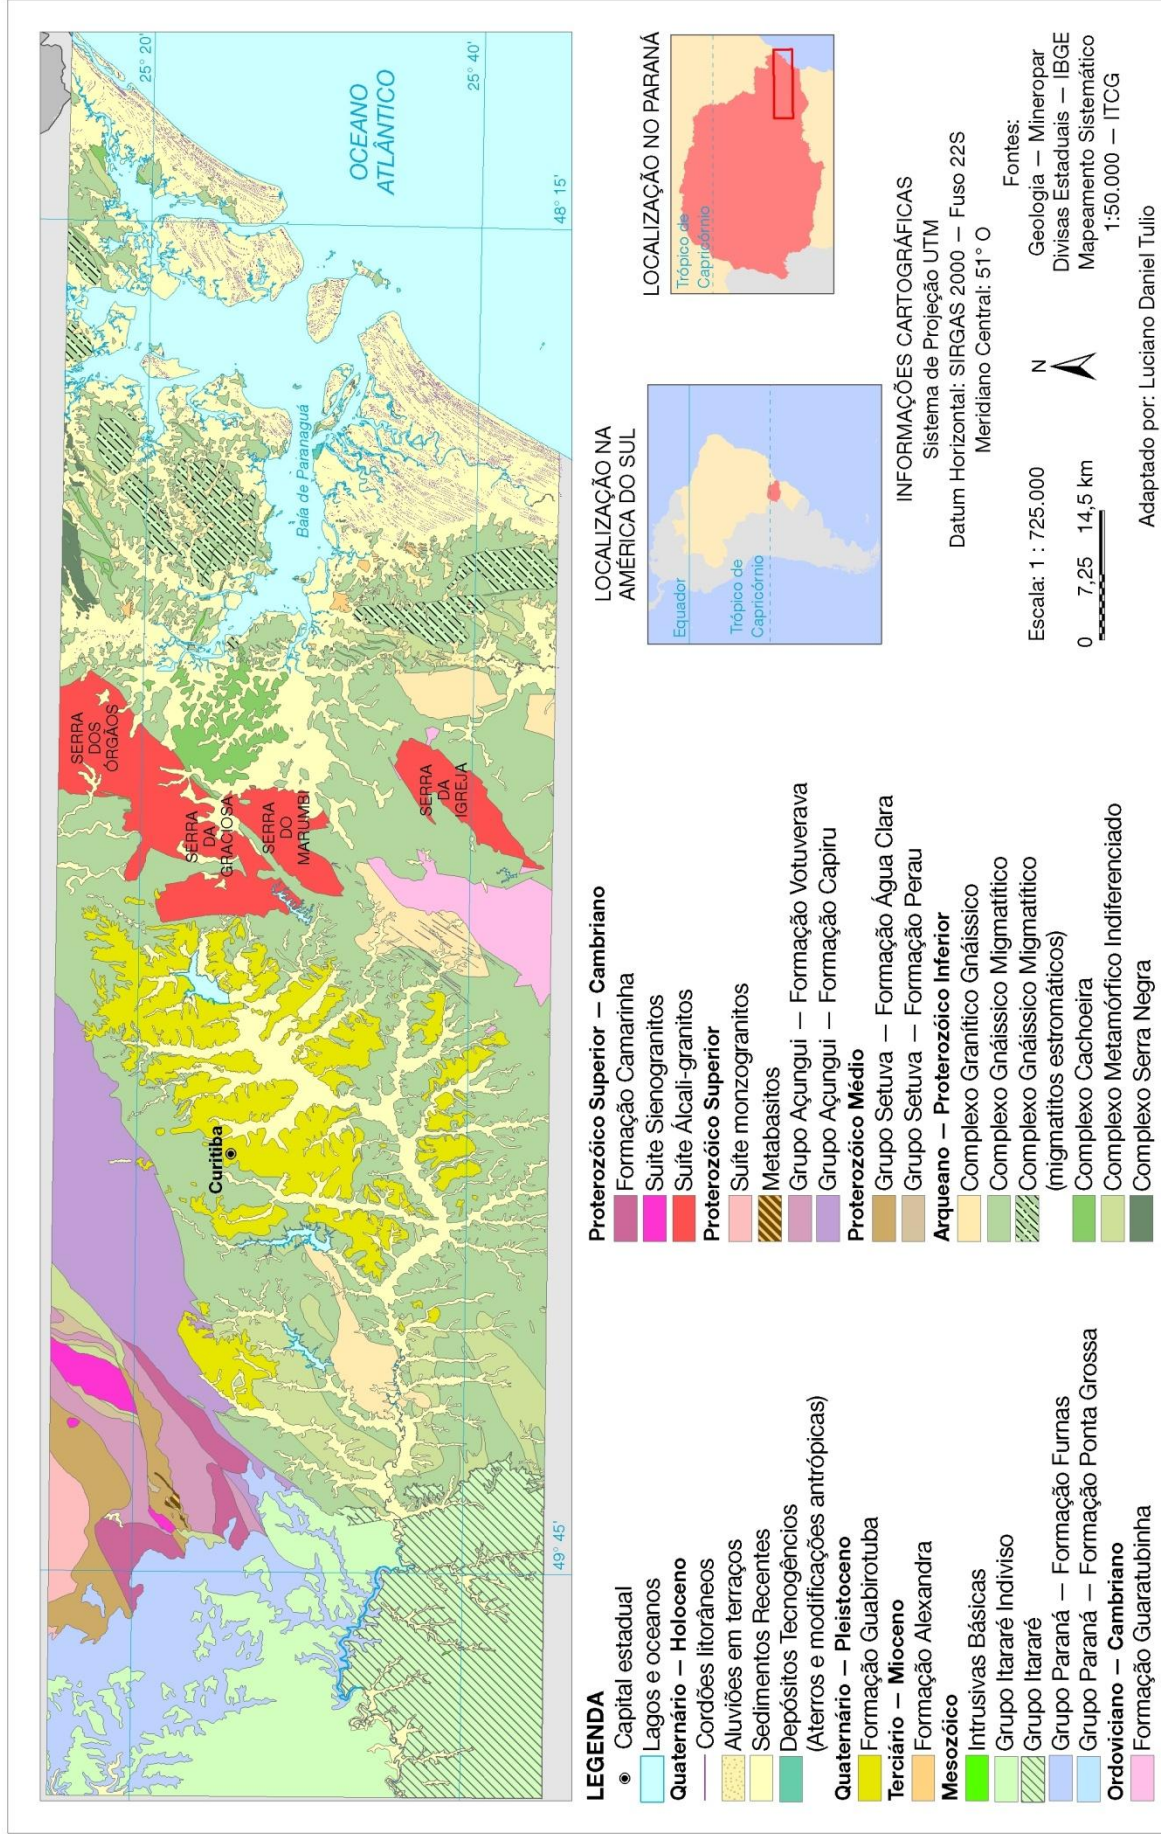 25° 20'
25° 40'
48° 15'
49° 45'
OCEANO
ATLÂNTICO
Baía de Paranaguá
SERRA
DOS
ÓRGÃOS
SERRA
DA
GRACIOSA
SERRA
DO
MARUMBI
SERRA
DA
IGREJA
Curitiba
LEGENDA
Capital estadual
Lagos e oceanos
Quaternário – Holoceno
Cordões litorâneos
Aluviões em terraços
Sedimentos Recentes
Depósitos Tecnogêncios
(Aterros e modificações antrópicas)
Quaternário – Pleistoceno
Formação Guabirotuba
Terciário – Mioceno
Formação Alexandra
Mesozóico
Intrusivas Básicas
Grupo Itararé Indiviso
Grupo Itararé
Grupo Paraná – Formação Furnas
Grupo Paraná – Formação Ponta Grossa
Ordoviciano – Cambriano
Formação Guaratubinha
Proterozóico Superior – Cambriano
Formação Camarinha
Suite Sienogranitos
Suíte Álcali-granitos
Proterozóico Superior
Suíte monzogranitos
Metabasitos
Grupo Açungui – Formação Votuverava
Grupo Açungui – Formação Capiru
Proterozóico Médio
Grupo Setuva – Formação Água Clara
Grupo Setuva – Formação Perau
Arqueano – Proterozóico Inferior
Complexo Granítico Gnáissico
Complexo Gnáissico Migmatítico
Complexo Gnáissico Migmatítico
(migmatitos estromáticos)
Complexo Cachoeira
Complexo Metamórfico Indiferenciado
Complexo Serra Negra
LOCALIZAÇÃO NA
AMÉRICA DO SUL
Equador
Trópico de
Capricórnio
LOCALIZAÇÃO NO PARANÁ
Trópico de
Capricórnio
INFORMAÇÕES CARTOGRÁFICAS
Sistema de Projeção UTM
Datum Horizontal: SIRGAS 2000 – Fuso 22S
Meridiano Central: 51° O
Escala: 1 : 725.000
0 7,25 14,5 km
N
Fontes:
Geologia – Mineropar
Divisas Estaduais – IBGE
Mapeamento Sistemático
1:50.000 – ITCG
Adaptado por: Luciano Daniel Tulio